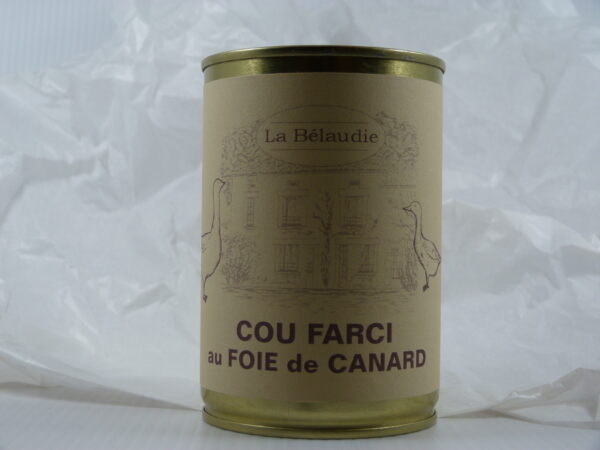 La Bélaudie
COU FARCI
au FOIE de CANARD